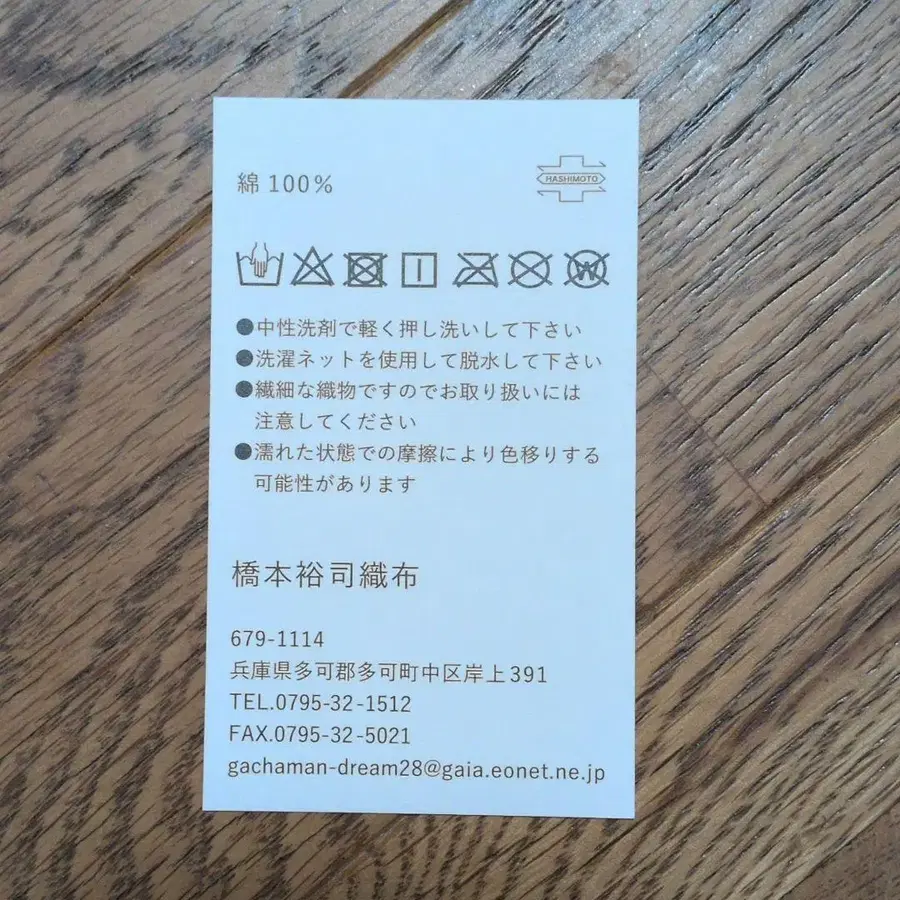 綿 100%
HASHIMOTO
W
●中性洗剤で軽く押し洗いして下さい
●洗濯ネットを使用して脱水して下さい
●繊細な織物ですのでお取り扱いには
注意してください
●濡れた状態での摩擦により色移りする
可能性があります
橋本裕司織布
679-1114
兵庫県多可郡多可町中区岸上391
TEL.0795-32-1512
FAX.0795-32-5021
gachaman-dream28@gaia.eonet.ne.jp